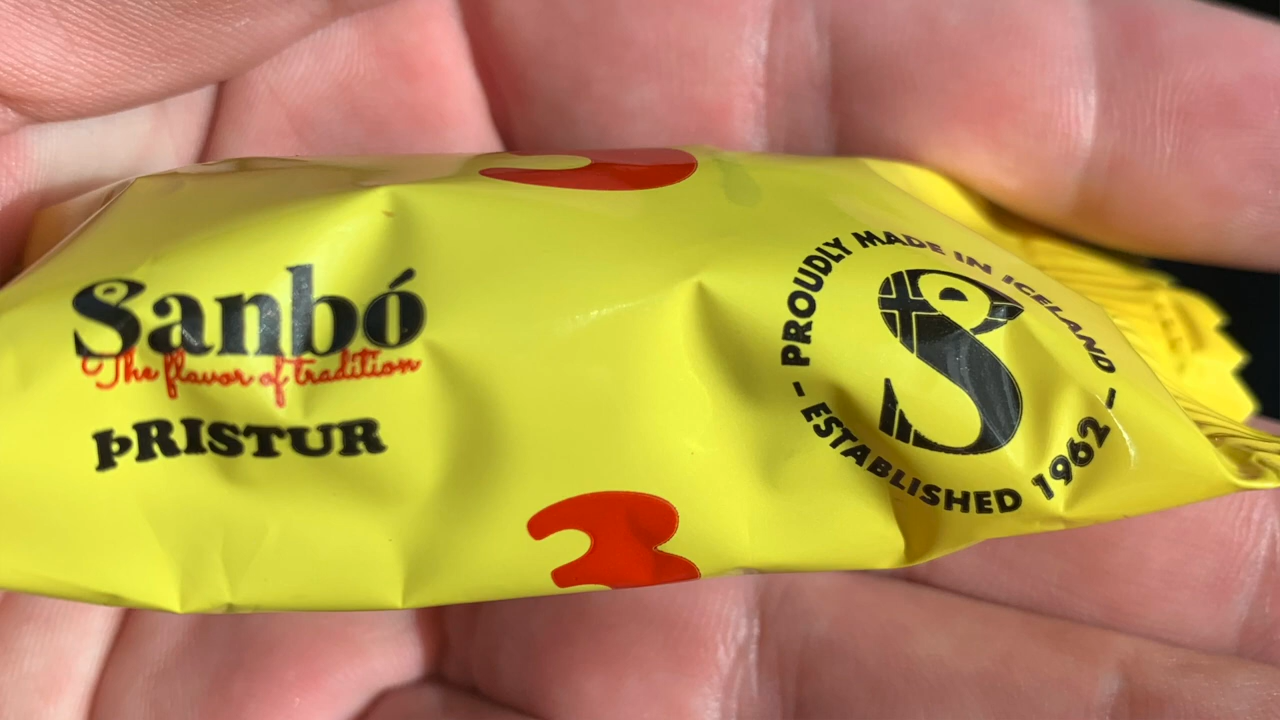 Sanbó
The flavor of tradition
ÞRISTUR
- PROUDLY MADE IN ICELAND -
ESTABLISHED 1962